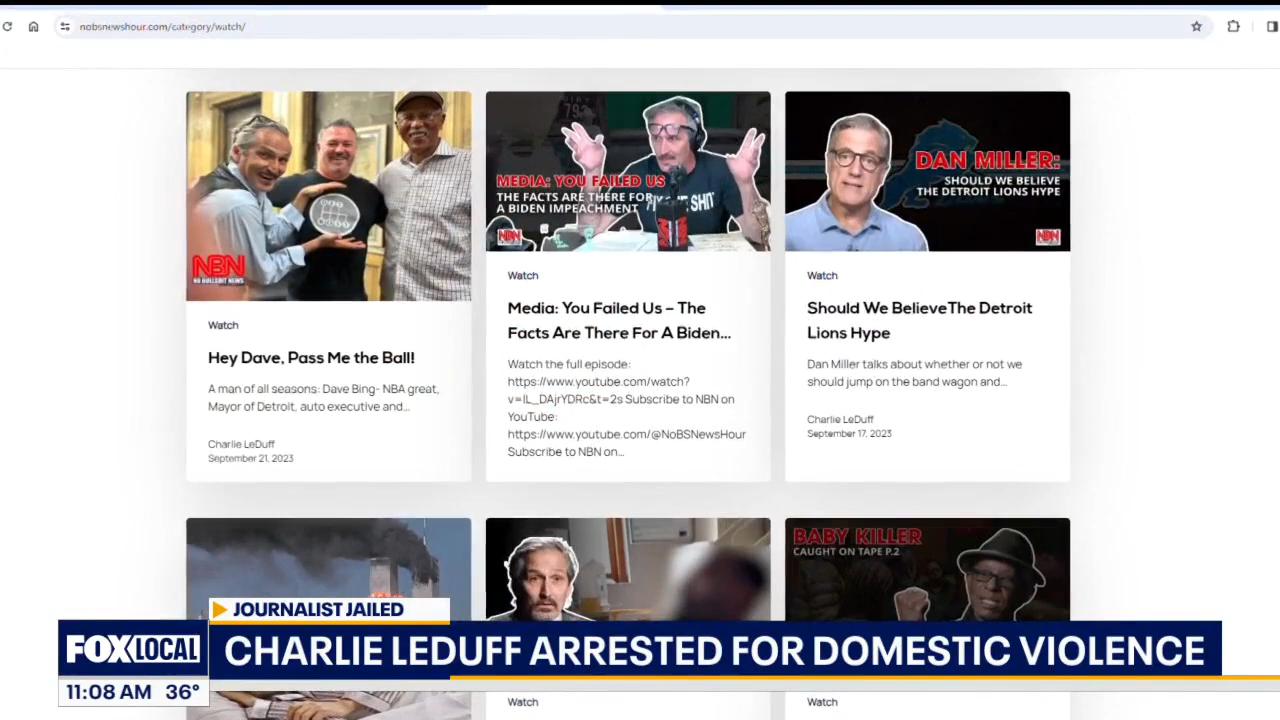 nobsnewshour.com/category/watch/
NBN
NO BULLSHIT NEWS
MEDIA: YOU FAILED US
THE FACTS ARE THERE FOR
A BIDEN IMPEACHMENT
NBN
DAN MILLER:
SHOULD WE BELIEVE
THE DETROIT LIONS HYPE
NBN
Watch
Hey Dave, Pass Me the Ball!
A man of all seasons: Dave Bing- NBA great,
Mayor of Detroit, auto executive and...
Charlie LeDuff
September 21, 2023
Watch
Media: You Failed Us – The
Facts Are There For A Biden...
Watch the full episode:
https://www.youtube.com/watch?
v=lL_DAjrYDRc&t=2s Subscribe to NBN on
YouTube:
https://www.youtube.com/@NoBSNewsHour
Subscribe to NBN on...
Watch
Should We BelieveThe Detroit
Lions Hype
Dan Miller talks about whether or not we
should jump on the band wagon and...
Charlie LeDuff
September 17, 2023
BABY KILLER
CAUGHT ON TAPE P.2
JOURNALIST JAILED
FOX LOCAL
CHARLIE LEDUFF ARRESTED FOR DOMESTIC VIOLENCE
11:08 AM 36°
Watch
Watch